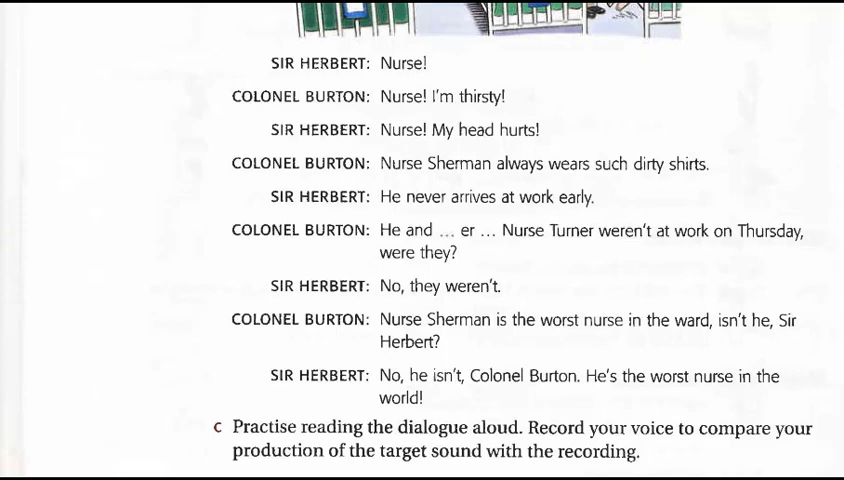 SIR HERBERT: Nurse!
COLONEL BURTON: Nurse! I'm thirsty!
SIR HERBERT: Nurse! My head hurts!
COLONEL BURTON: Nurse Sherman always wears such dirty shirts.
SIR HERBERT: He never arrives at work early.
COLONEL BURTON: He and ... er ... Nurse Turner weren't at work on Thursday,
were they?
SIR HERBERT: No, they weren't.
COLONEL BURTON: Nurse Sherman is the worst nurse in the ward, isn't he, Sir
Herbert?
SIR HERBERT: No, he isn't, Colonel Burton. He's the worst nurse in the
world!
c Practise reading the dialogue aloud. Record your voice to compare your
production of the target sound with the recording.